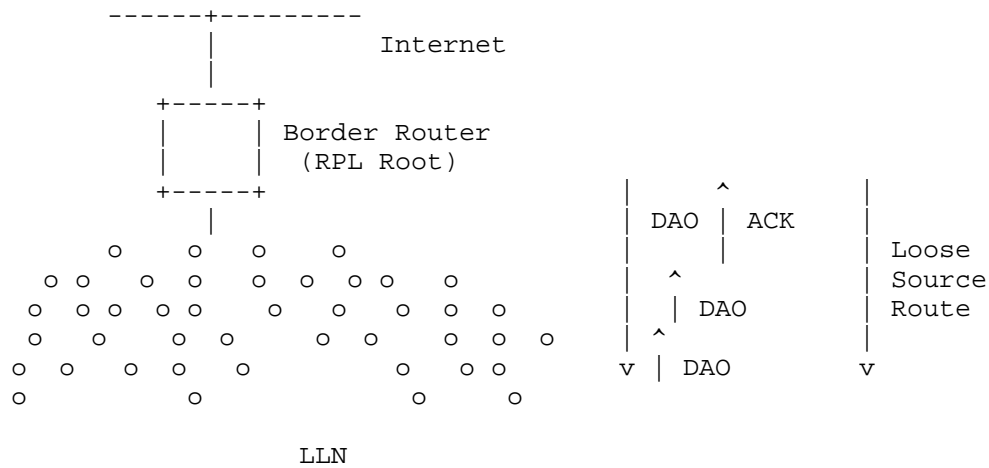 Internet
Border Router
(RPL Root)
DAO ACK
Loose
Source
DAO Route
DAO
LLN